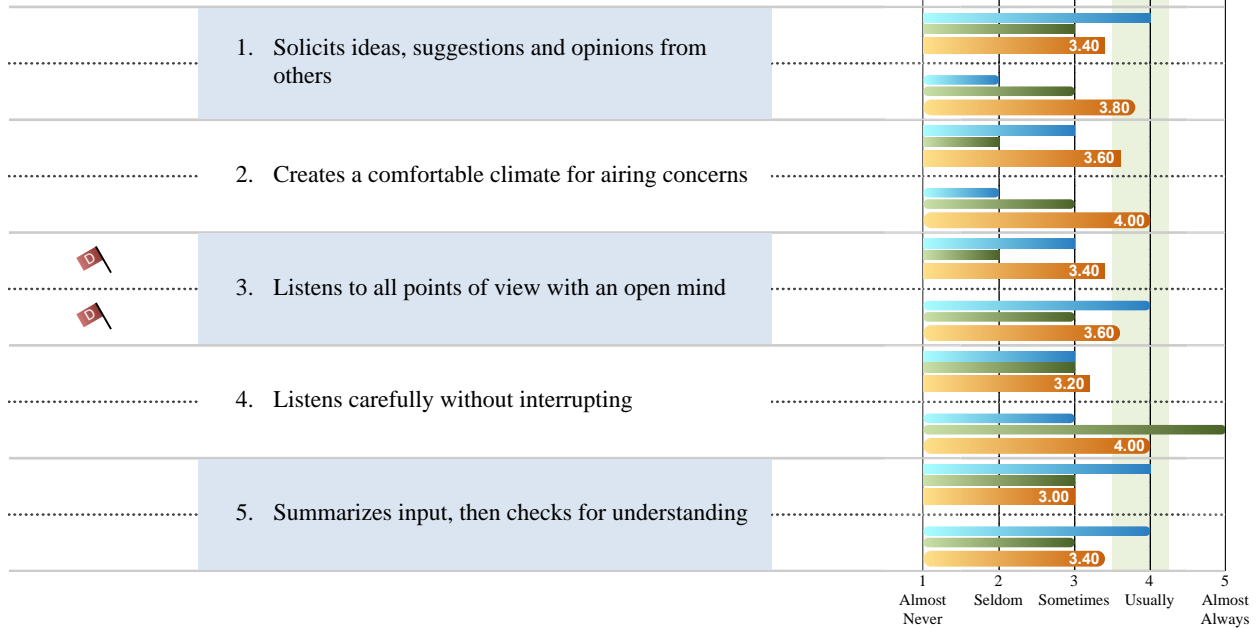 1. Solicits ideas, suggestions and opinions from
others
3.40
3.80
2. Creates a comfortable climate for airing concerns
3.60
4.00
D
3. Listens to all points of view with an open mind
3.40
D
3.60
4. Listens carefully without interrupting
3.20
4.00
5. Summarizes input, then checks for understanding
3.00
3.40
1 2 3 4 5
Almost Seldom Sometimes Usually Almost
Never Always